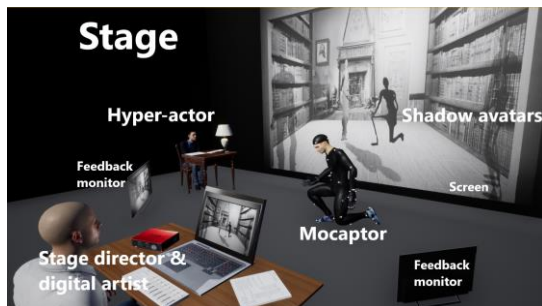 Stage
Hyper-actor
Shadow avatars
Feedback
monitor
Screen
Mocaptor
Stage director &
digital artist
Feedback
monitor